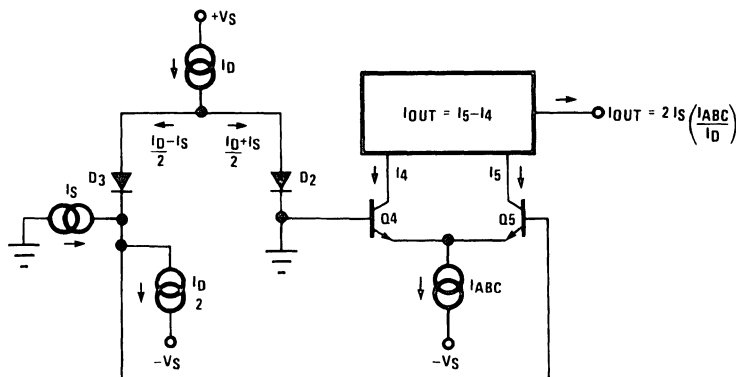 +VS
ID
ID/2 - IS
ID/2 + IS
D3
D2
IS
ID/2
-VS
IOUT = I5 - I4
IOUT = 2 IS (IABC/ID)
I4
I5
Q4
Q5
IABC
-VS